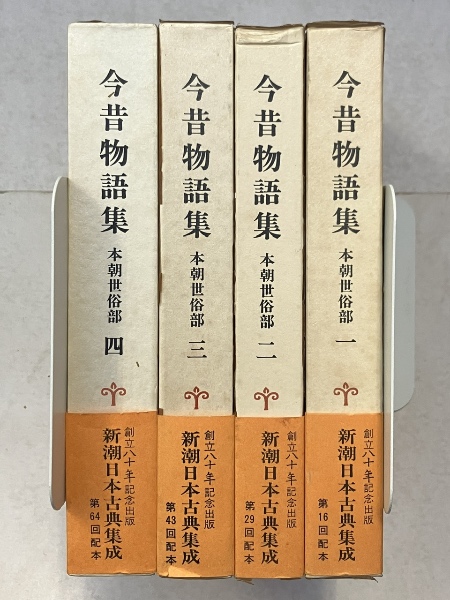 今昔物語集 本朝世俗部 四
創立八十年記念出版
新潮日本古典集成
第64回配本
今昔物語集 本朝世俗部 三
創立八十年記念出版
新潮日本古典集成
第43回配本
今昔物語集 本朝世俗部 二
創立八十年記念出版
新潮日本古典集成
第29回配本
今昔物語集 本朝世俗部 一
創立八十年記念出版
新潮日本古典集成
第16回配本